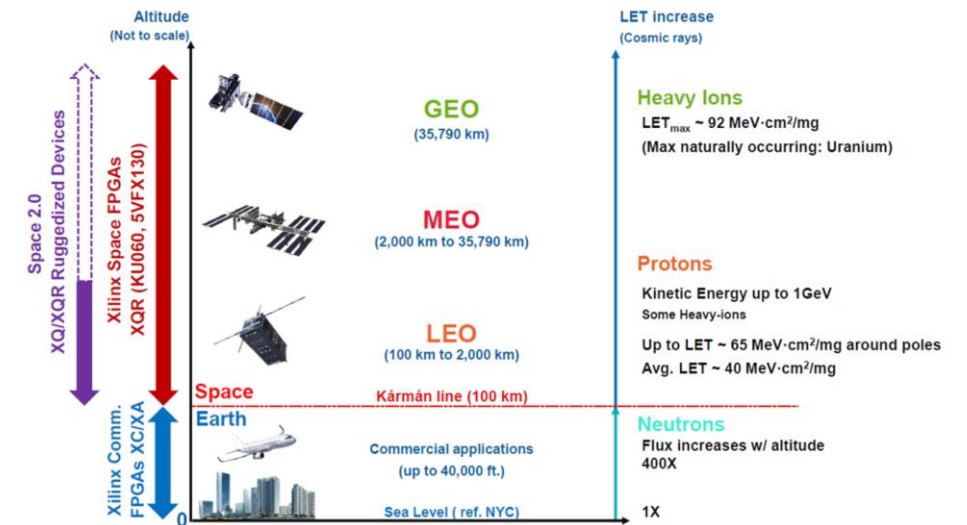 Altitude
(Not to scale)
LET increase
(Cosmic rays)
Space 2.0
XQ/XQR Ruggedized Devices
Xilinx Space FPGAs
XQR (KU060, 5VFX130)
GEO
(35,790 km)
Heavy Ions
LETmax ~ 92 MeV·cm²/mg
(Max naturally occurring: Uranium)
MEO
(2,000 km to 35,790 km)
Protons
Kinetic Energy up to 1GeV
Some Heavy-ions
Up to LET ~ 65 MeV·cm²/mg around poles
Avg. LET ~ 40 MeV·cm²/mg
LEO
(100 km to 2,000 km)
Space
Kármán line (100 km)
Earth
Xilinx Comm.
FPGAs XC/XA
Commercial applications
(up to 40,000 ft.)
Neutrons
Flux increases w/ altitude
400X
0
Sea Level ( ref. NYC)
1X